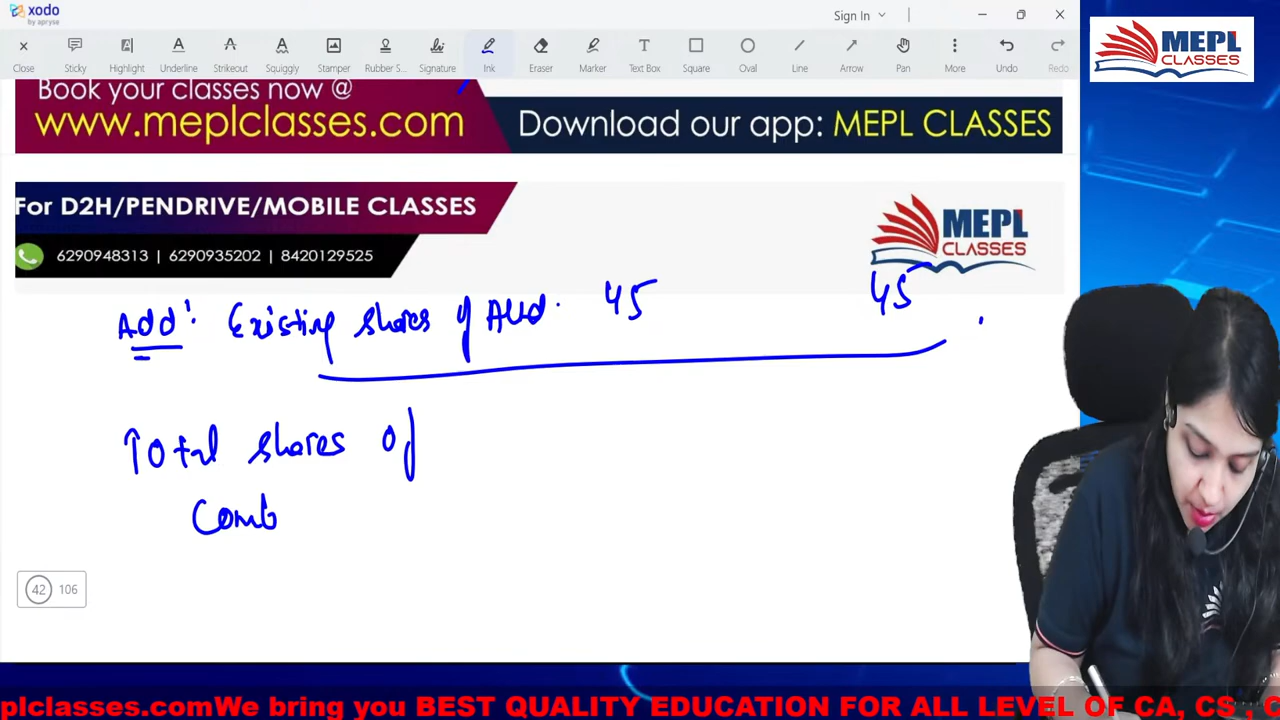 xodo
by apryse
Sign In
Close Sticky Highlight Underline Strikeout Squiggly Stamper Rubber S... Signature Ink Eraser Marker Text Box Square Oval Line Arrow Pan More Undo Redo
MEPL
CLASSES
Book your classes now @
www.meplclasses.com
Download our app: MEPL CLASSES
For D2H/PENDRIVE/MOBILE CLASSES
6290948313 | 6290935202 | 8420129525
MEPL
CLASSES
Add: Existing shares of 45 45
Total shares of
Comb
42 106
plclasses.comWe bring you BEST QUALITY EDUCATION FOR ALL LEVEL OF CA, CS,